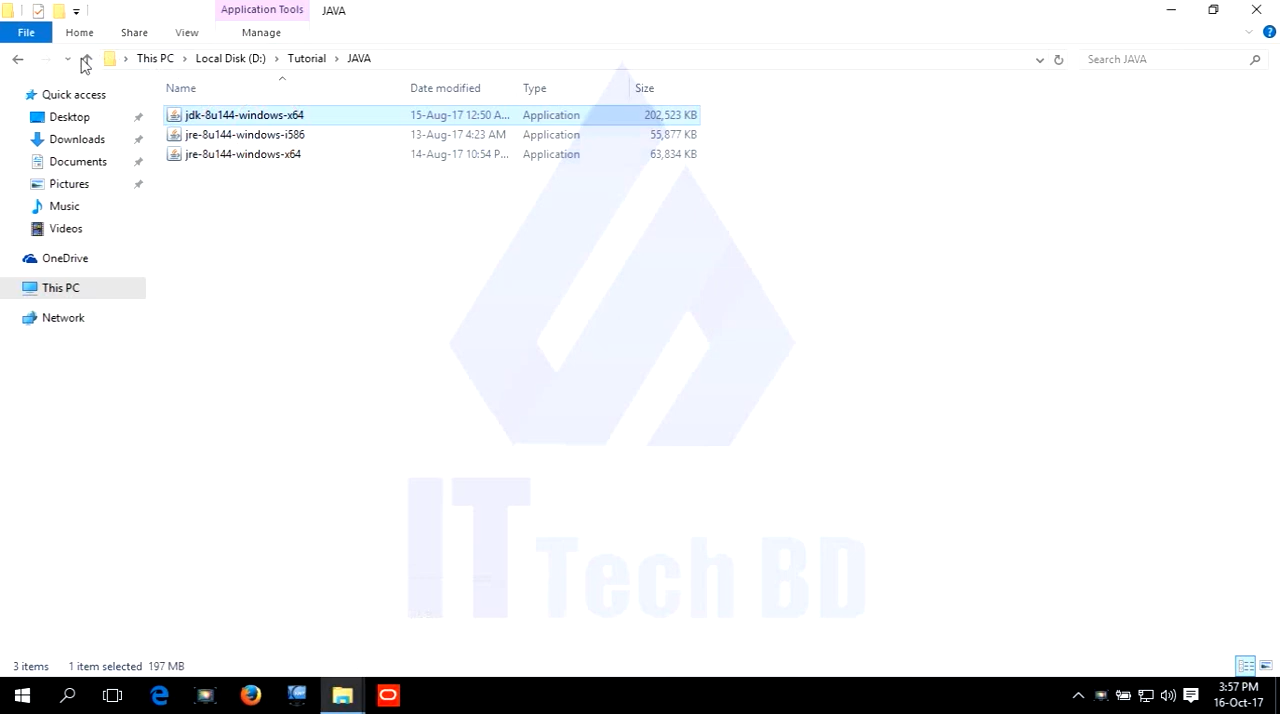 Application Tools JAVA
File Home Share View Manage
This PC Local Disk (D:) Tutorial JAVA Search JAVA
Name Date modified Type Size
Quick access
jdk-8u144-windows-x64 15-Aug-17 12:50 A... Application 202,523 KB
Desktop
jre-8u144-windows-i586 13-Aug-17 4:23 AM Application 55,877 KB
Downloads
jre-8u144-windows-x64 14-Aug-17 10:54 P... Application 63,834 KB
Documents
Pictures
Music
Videos
OneDrive
This PC
Network
IT Tech BD
3 items 1 item selected 197 MB
3:57 PM
16-Oct-17